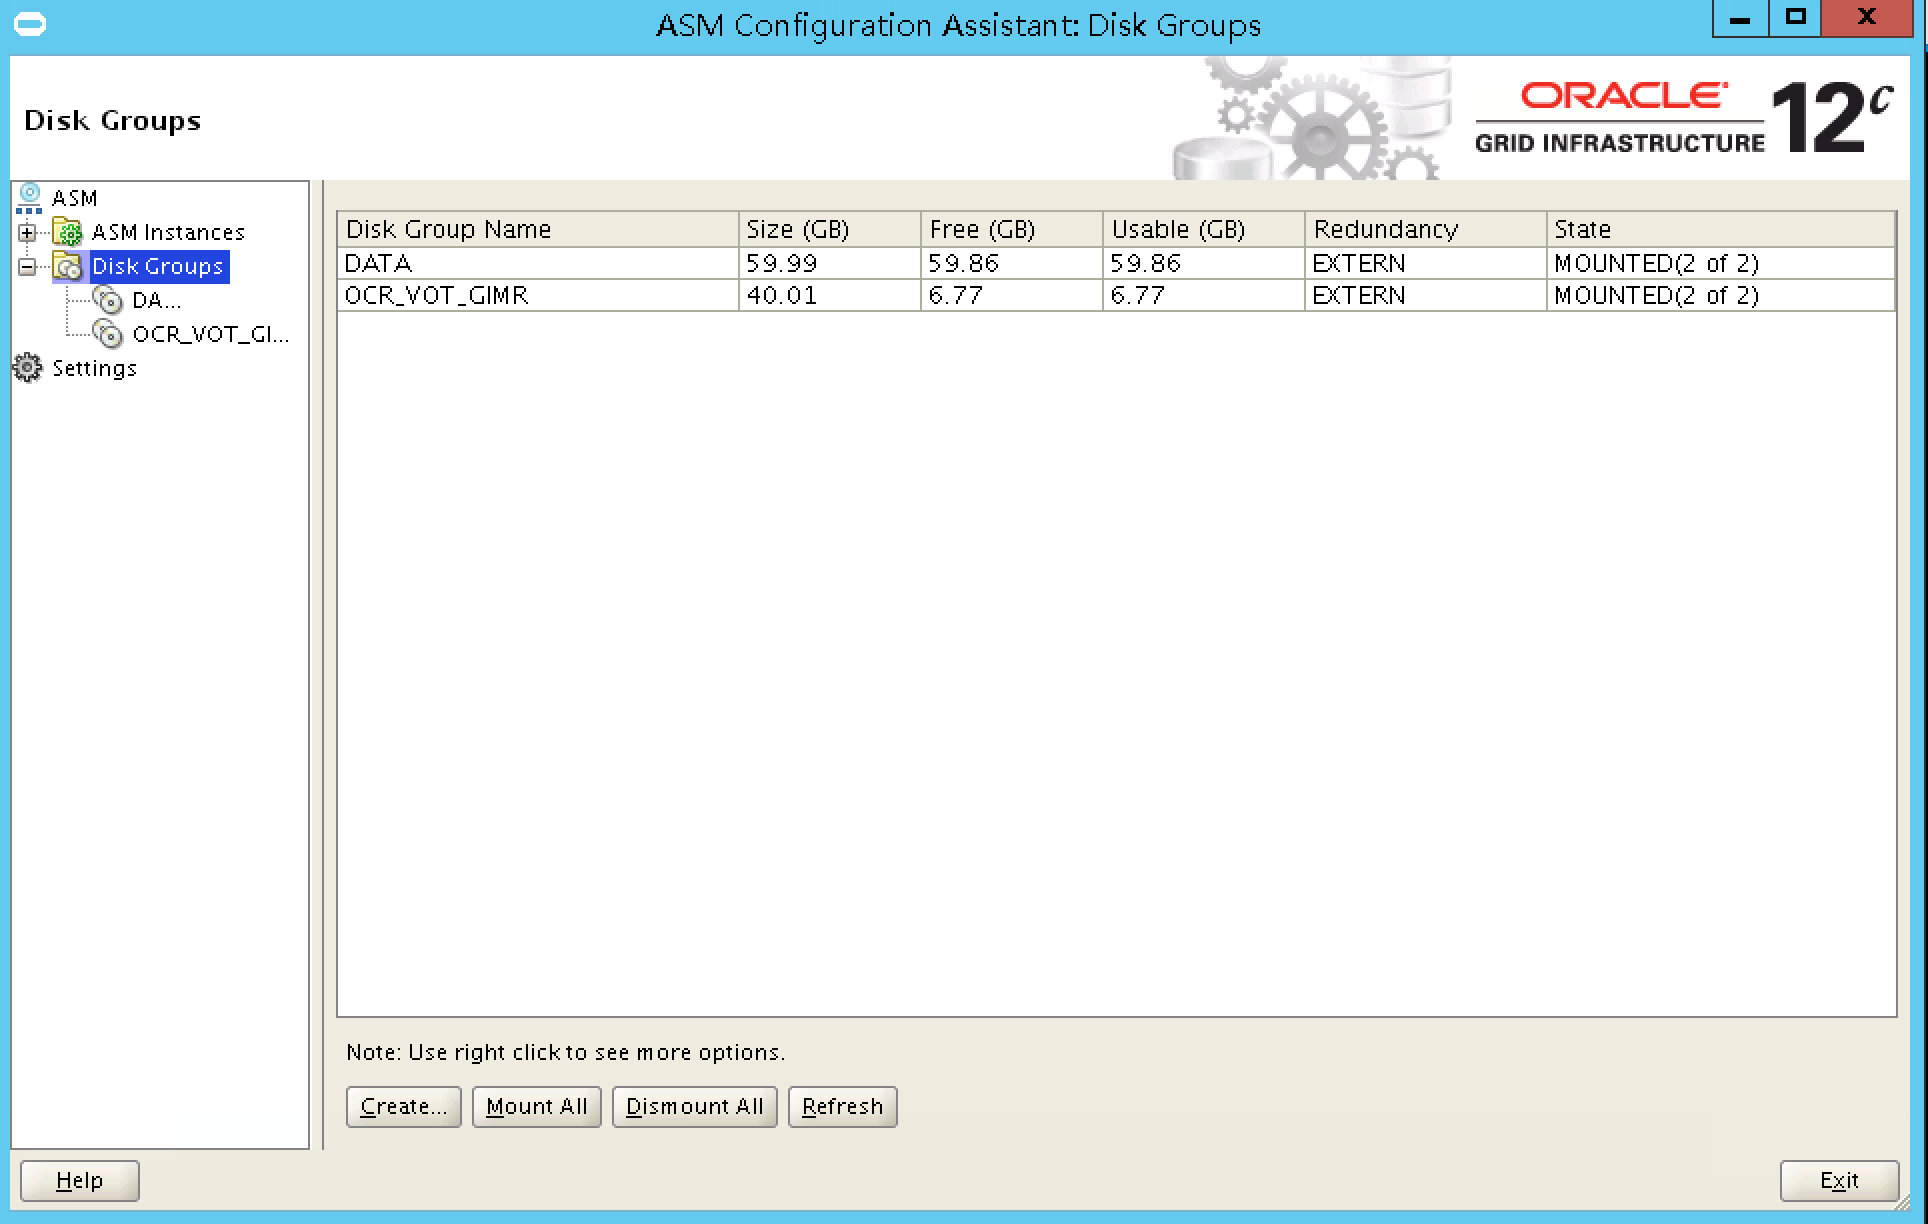 ASM Configuration Assistant: Disk Groups
X
Disk Groups
ORACLE
GRID INFRASTRUCTURE
12c
ASM
ASM Instances
Disk Groups
DA...
OCR_VOT_GI...
Settings
Disk Group Name Size (GB) Free (GB) Usable (GB) Redundancy State
DATA 59.99 59.86 59.86 EXTERN MOUNTED(2 of 2)
OCR_VOT_GIMR 40.01 6.77 6.77 EXTERN MOUNTED(2 of 2)
Note: Use right click to see more options.
Create... Mount All Dismount All Refresh
Help Exit